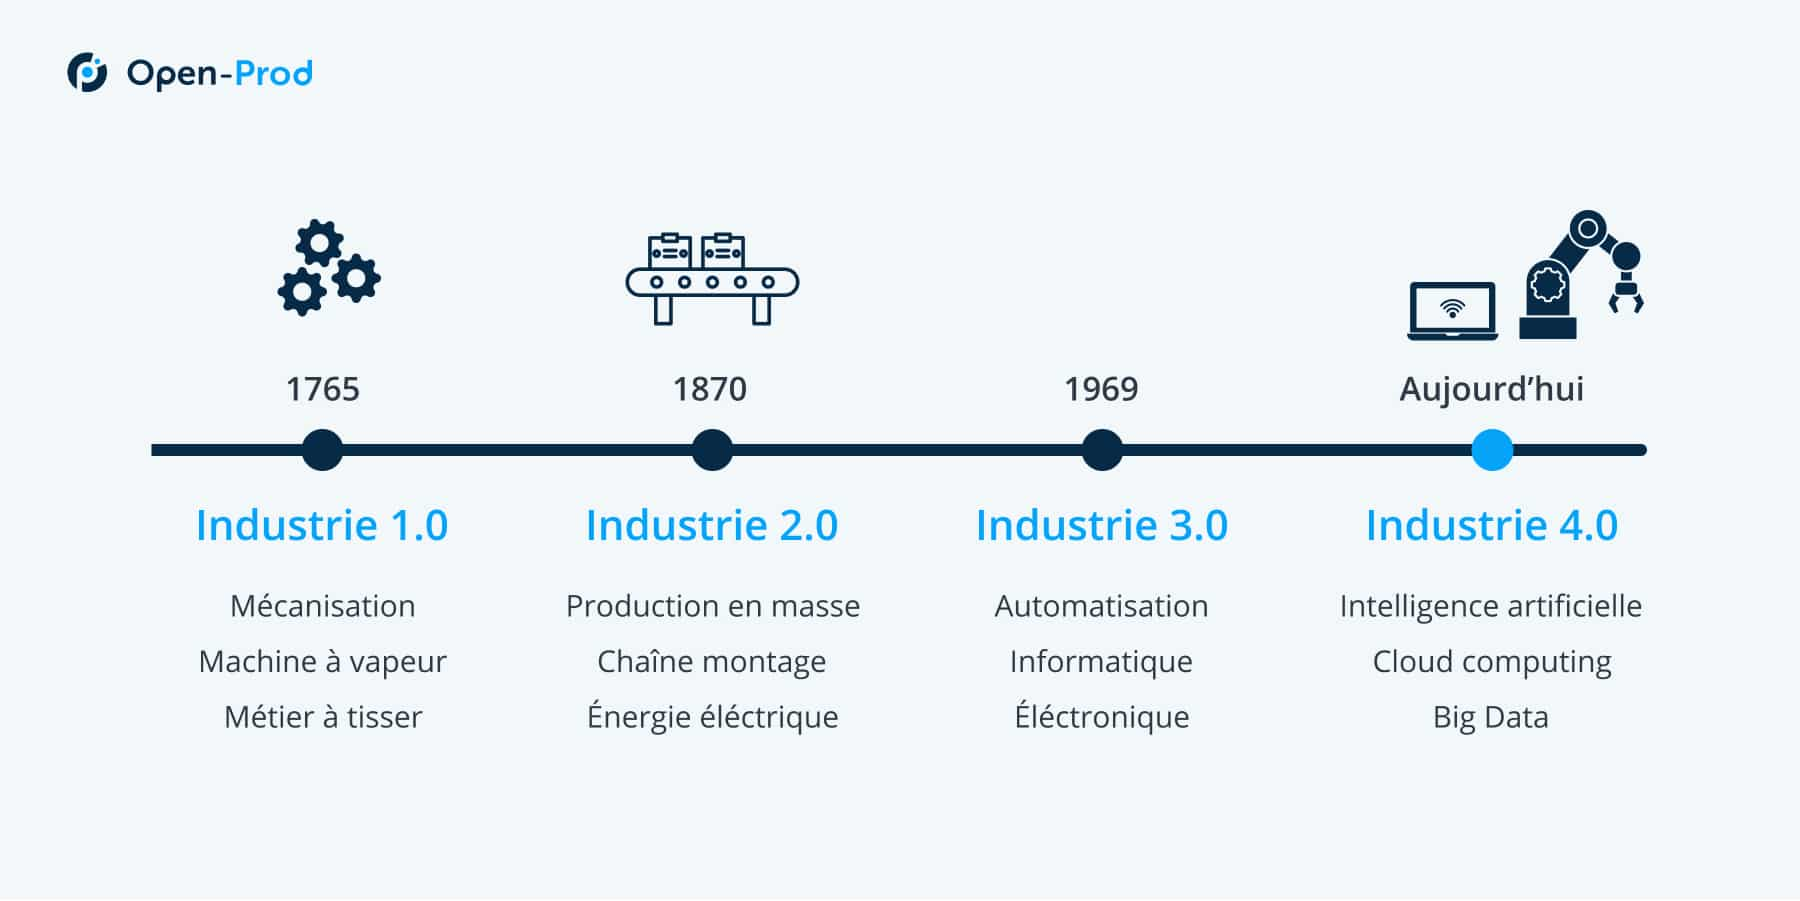 Open-Prod
1765
1870
1969
Aujourd’hui
Industrie 1.0
Industrie 2.0
Industrie 3.0
Industrie 4.0
Mécanisation
Production en masse
Automatisation
Intelligence artificielle
Machine à vapeur
Chaîne montage
Informatique
Cloud computing
Métier à tisser
Énergie éléctrique
Éléctronique
Big Data